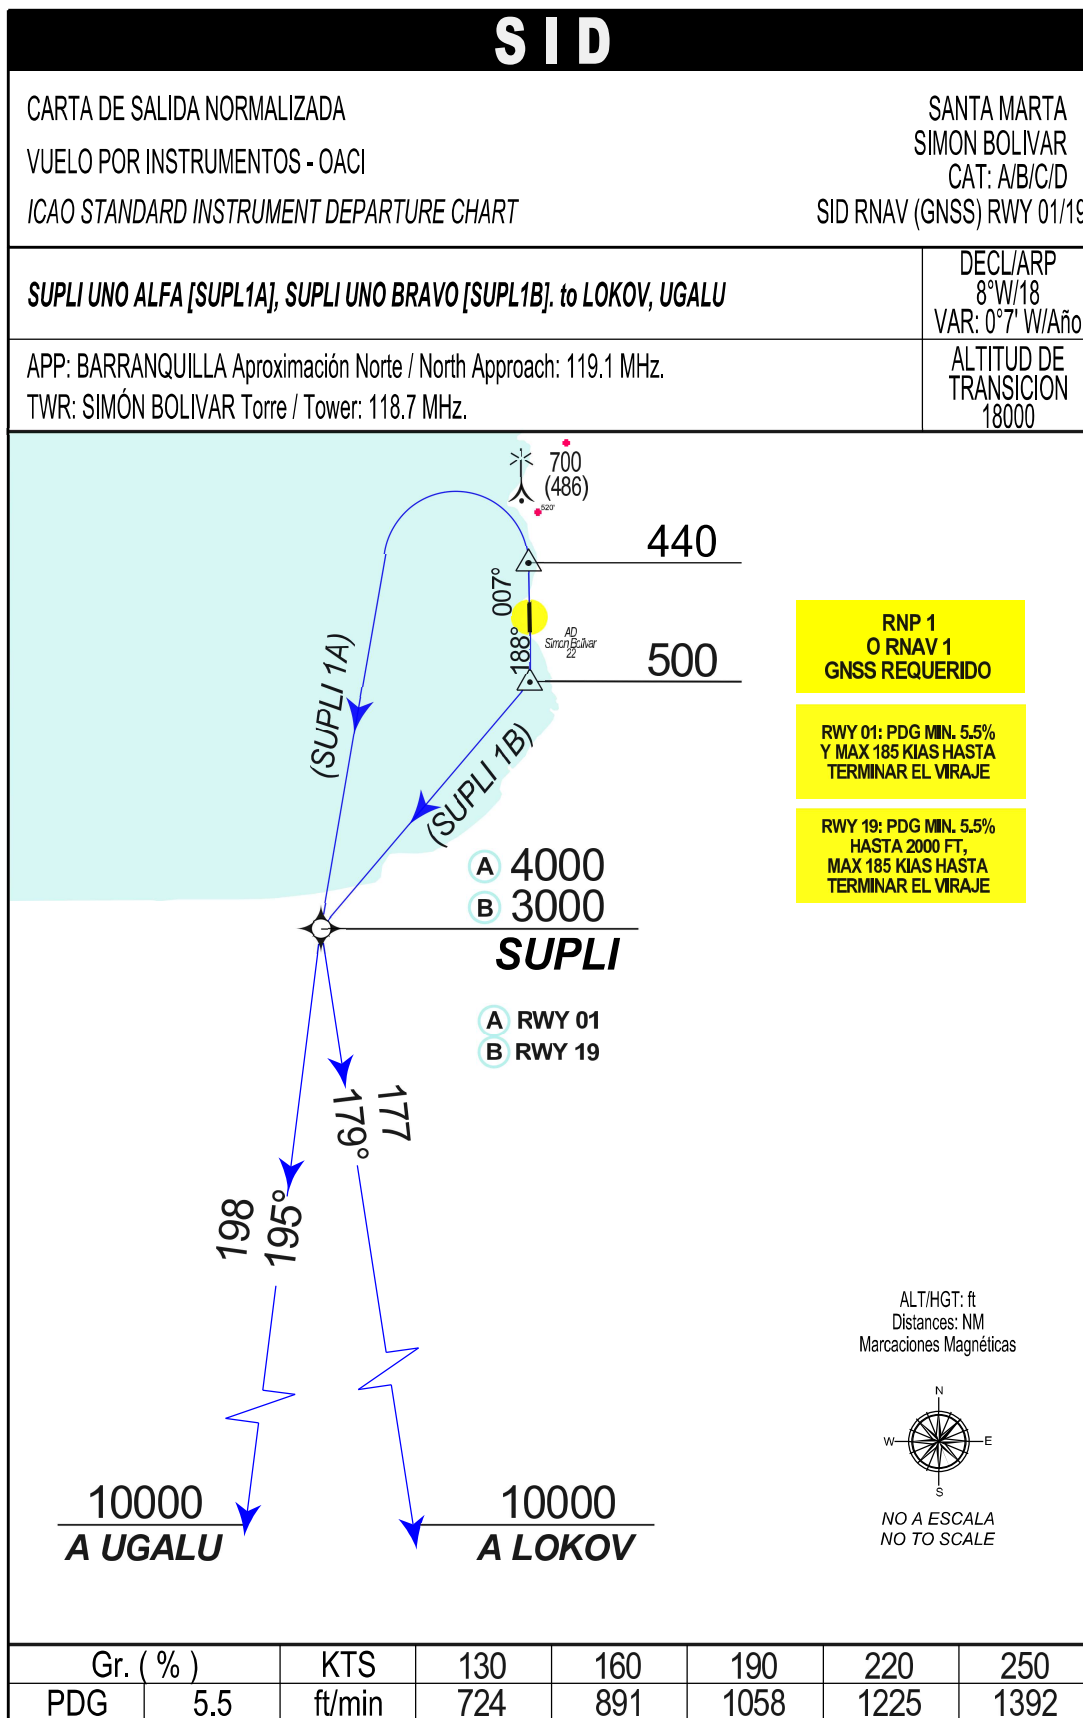 SID
CARTA DE SALIDA NORMALIZADA
VUELO POR INSTRUMENTOS - OACI
ICAO STANDARD INSTRUMENT DEPARTURE CHART
SANTA MARTA
SIMON BOLIVAR
CAT: A/B/C/D
SID RNAV (GNSS) RWY 01/19
SUPLI UNO ALFA [SUPL1A], SUPLI UNO BRAVO [SUPL1B]. to LOKOV, UGALU
DECL/ARP
8°W/18
VAR: 0°7' W/Año
APP: BARRANQUILLA Aproximación Norte / North Approach: 119.1 MHz.
TWR: SIMÓN BOLIVAR Torre / Tower: 118.7 MHz.
ALTITUD DE
TRANSICION
18000
700
(486)
520'
440
007°
AD
Simon Bolívar
22
188°
500
(SUPLI 1A)
(SUPLI 1B)
RNP 1
O RNAV 1
GNSS REQUERIDO
RWY 01: PDG MIN. 5.5%
Y MAX 185 KIAS HASTA
TERMINAR EL VIRAJE
RWY 19: PDG MIN. 5.5%
HASTA 2000 FT,
MAX 185 KIAS HASTA
TERMINAR EL VIRAJE
A 4000
B 3000
SUPLI
A RWY 01
B RWY 19
177
179°
198
195°
ALT/HGT: ft
Distances: NM
Marcaciones Magnéticas
N
W E
S
NO A ESCALA
NO TO SCALE
10000
A UGALU
10000
A LOKOV
Gr. ( % ) KTS 130 160 190 220 250
PDG 5.5 ft/min 724 891 1058 1225 1392